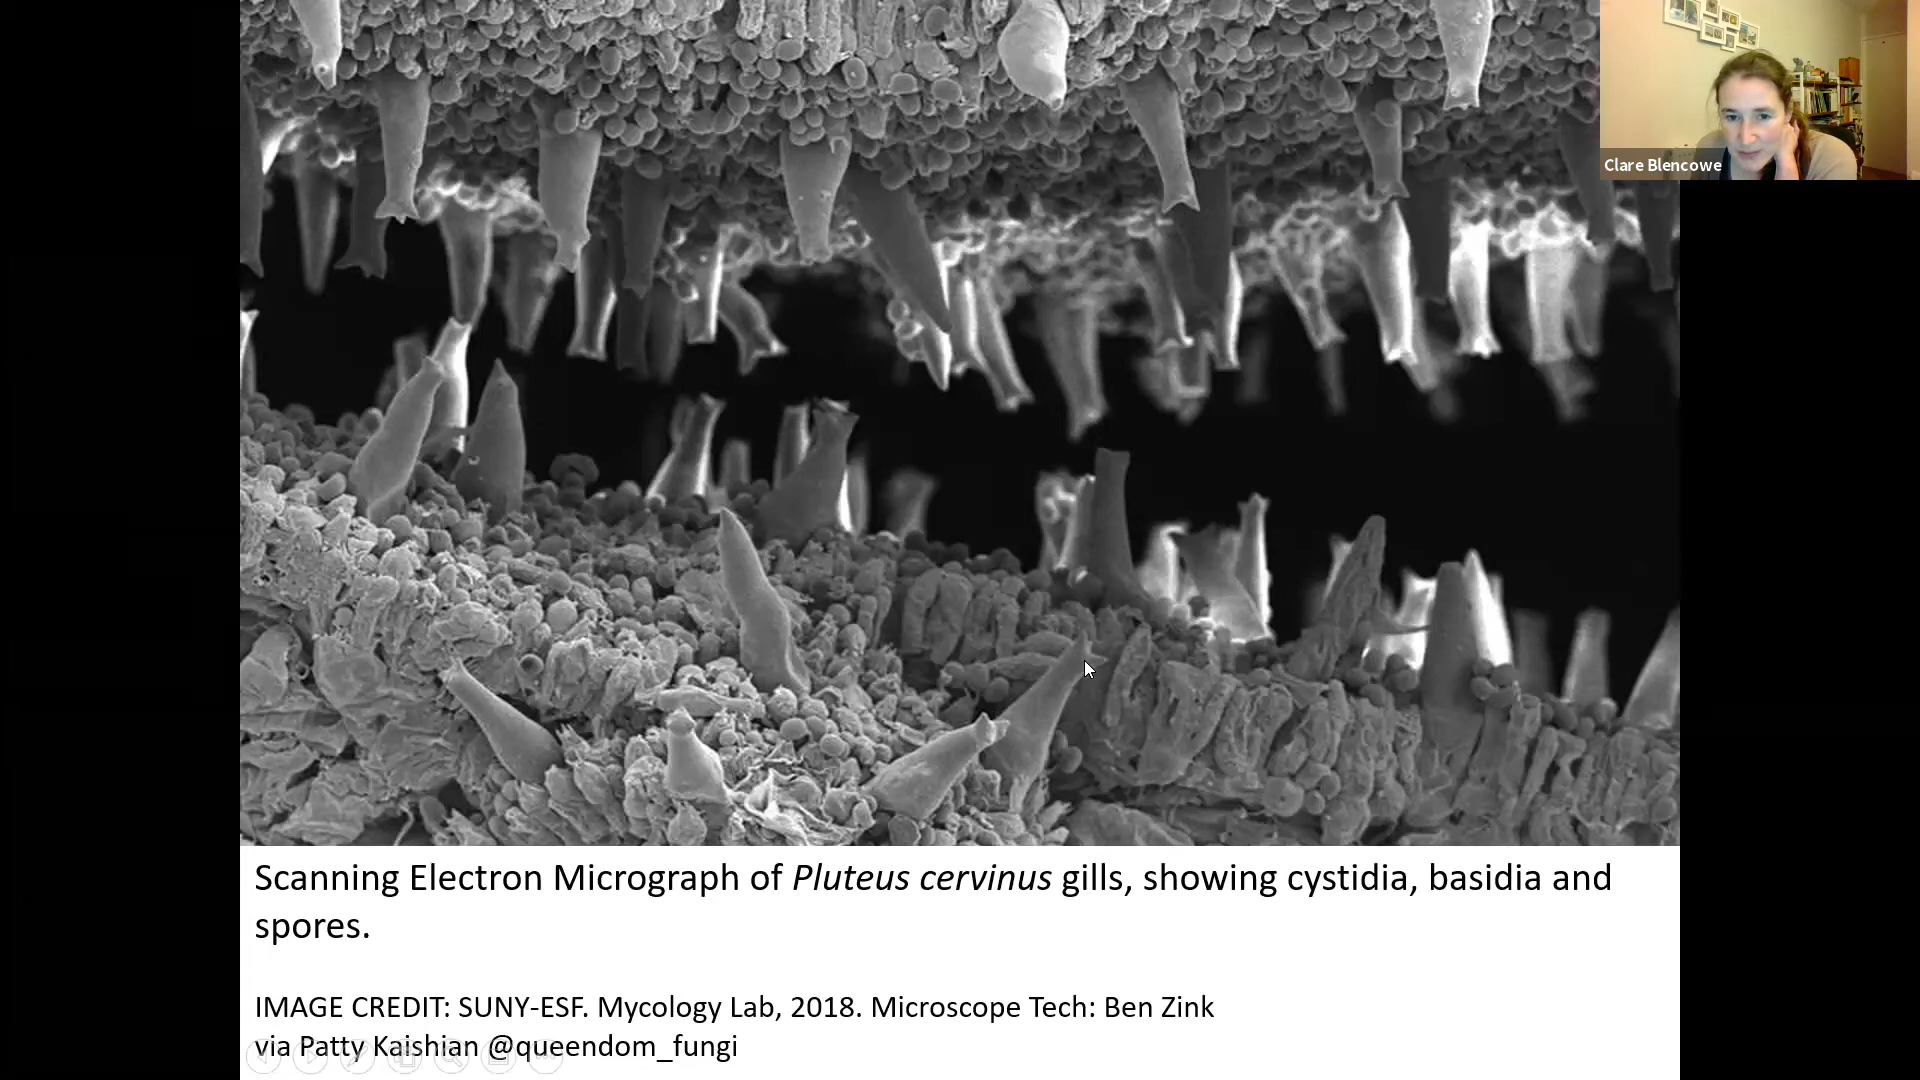 Clare Blencowe
Scanning Electron Micrograph of Pluteus cervinus gills, showing cystidia, basidia and
spores.
IMAGE CREDIT: SUNY-ESF. Mycology Lab, 2018. Microscope Tech: Ben Zink
via Patty Kaishian @queendom_fungi